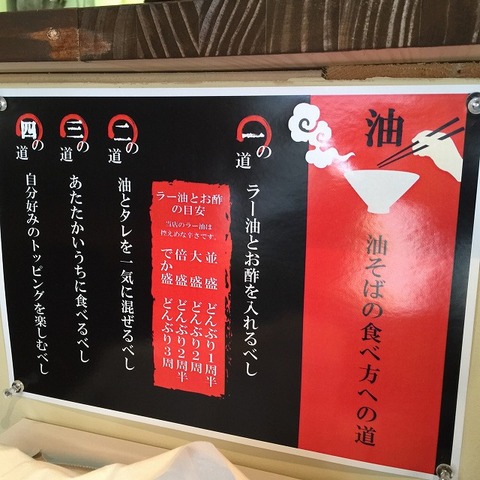 油
油そばの食べ方への道
一の道
ラー油とお酢を入れるべし
ラー油とお酢の目安
当店のラー油は
控えめな辛さです。
並盛 どんぶり1周半
大盛 どんぶり2周
倍盛 どんぶり2周半
でか盛 どんぶり3周
二の道
油とタレを一気に混ぜるべし
三の道
あたたかいうちに食べるべし
四の道
自分好みのトッピングを楽しむべし